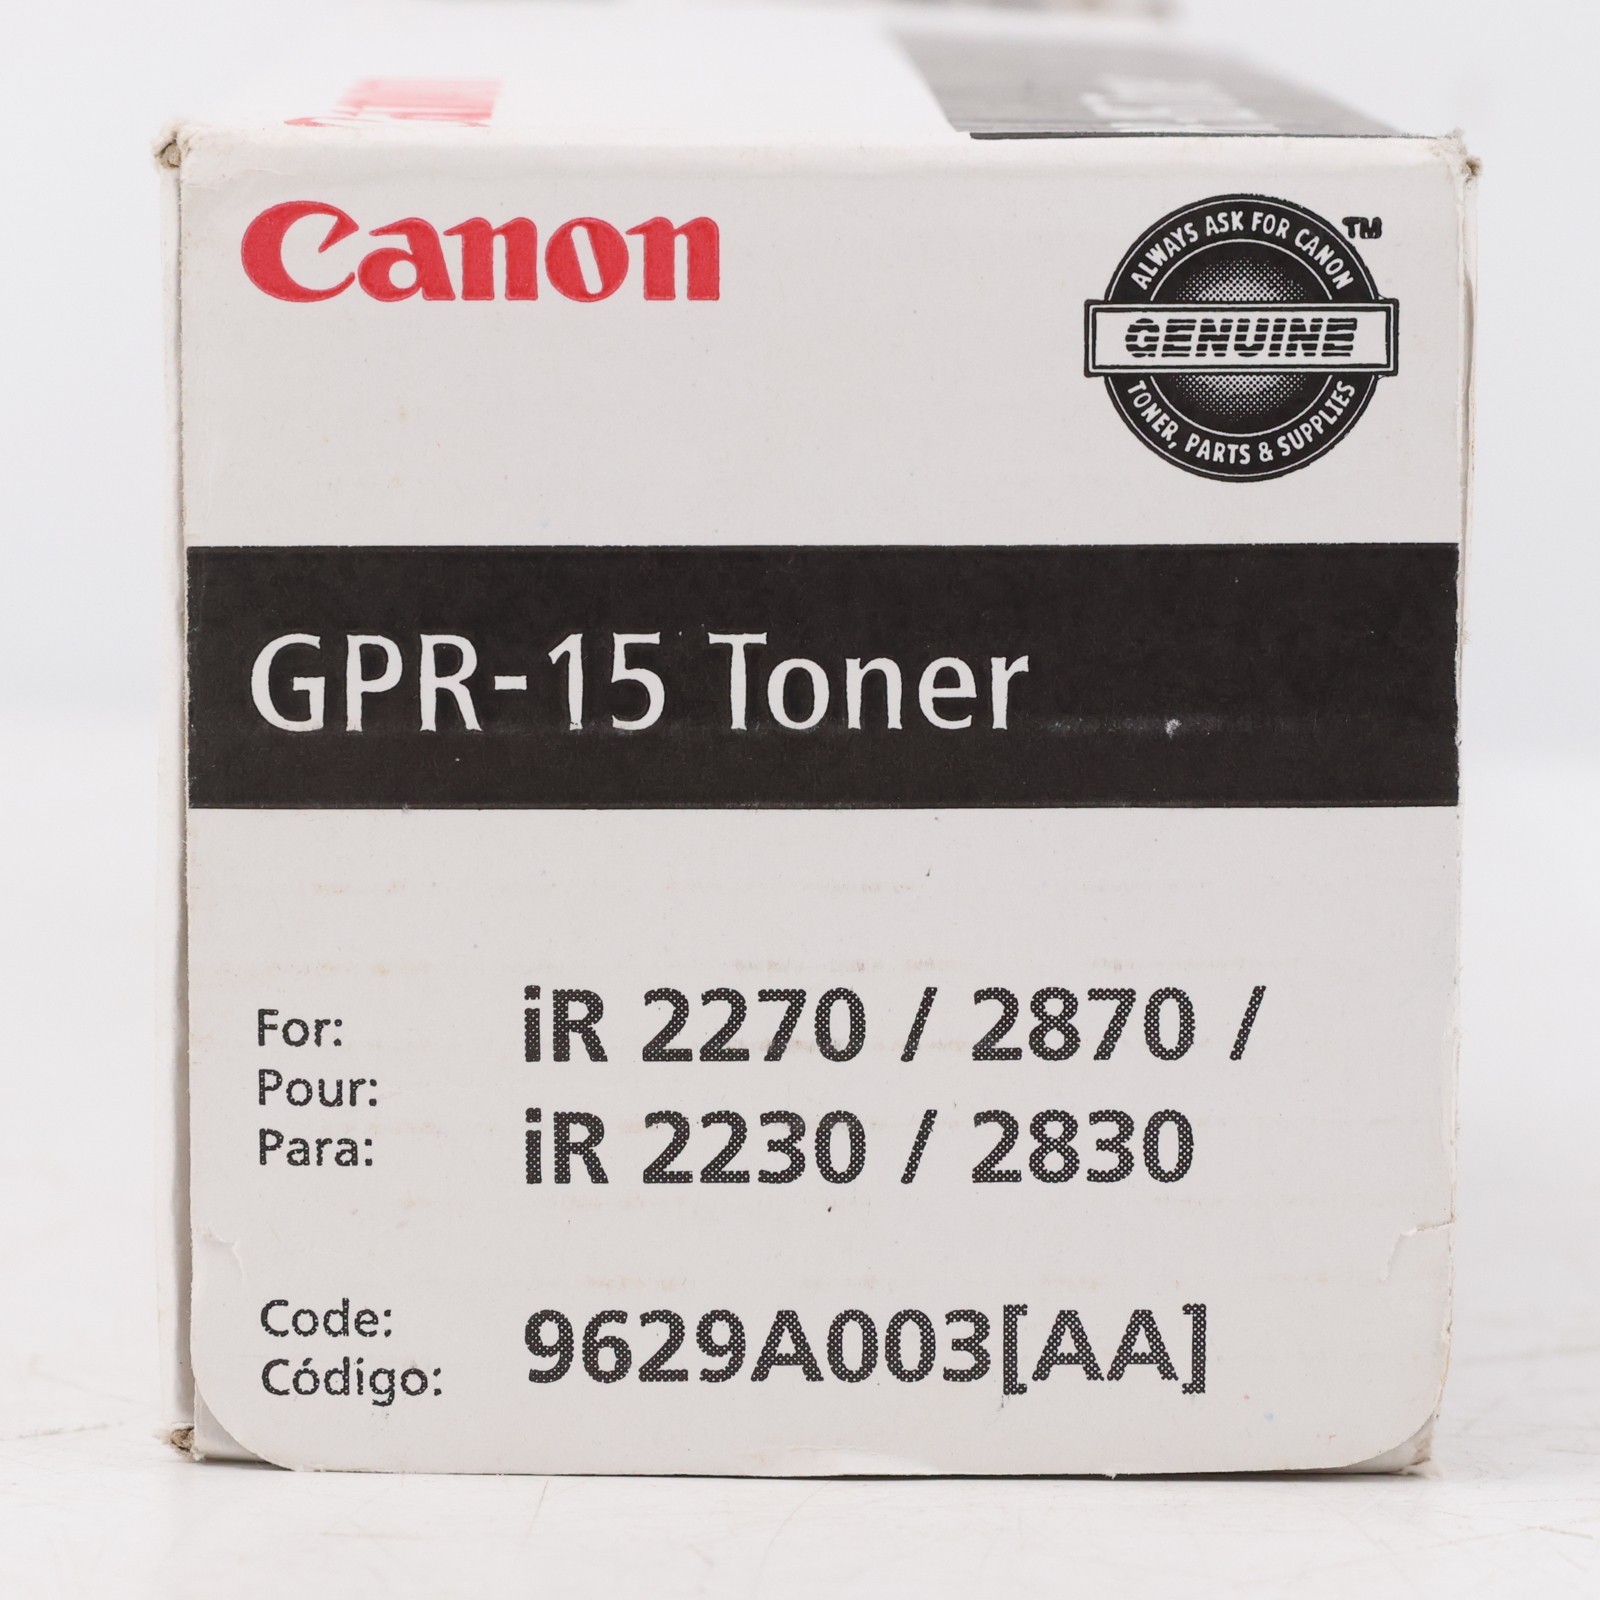 Canon
ALWAYS ASK FOR CANON
TM
GENUINE
TONER, PARTS & SUPPLIES
GPR-15 Toner
For: iR 2270 / 2870 /
Pour:
Para: iR 2230 / 2830
Code: 9629A003[AA]
Código: